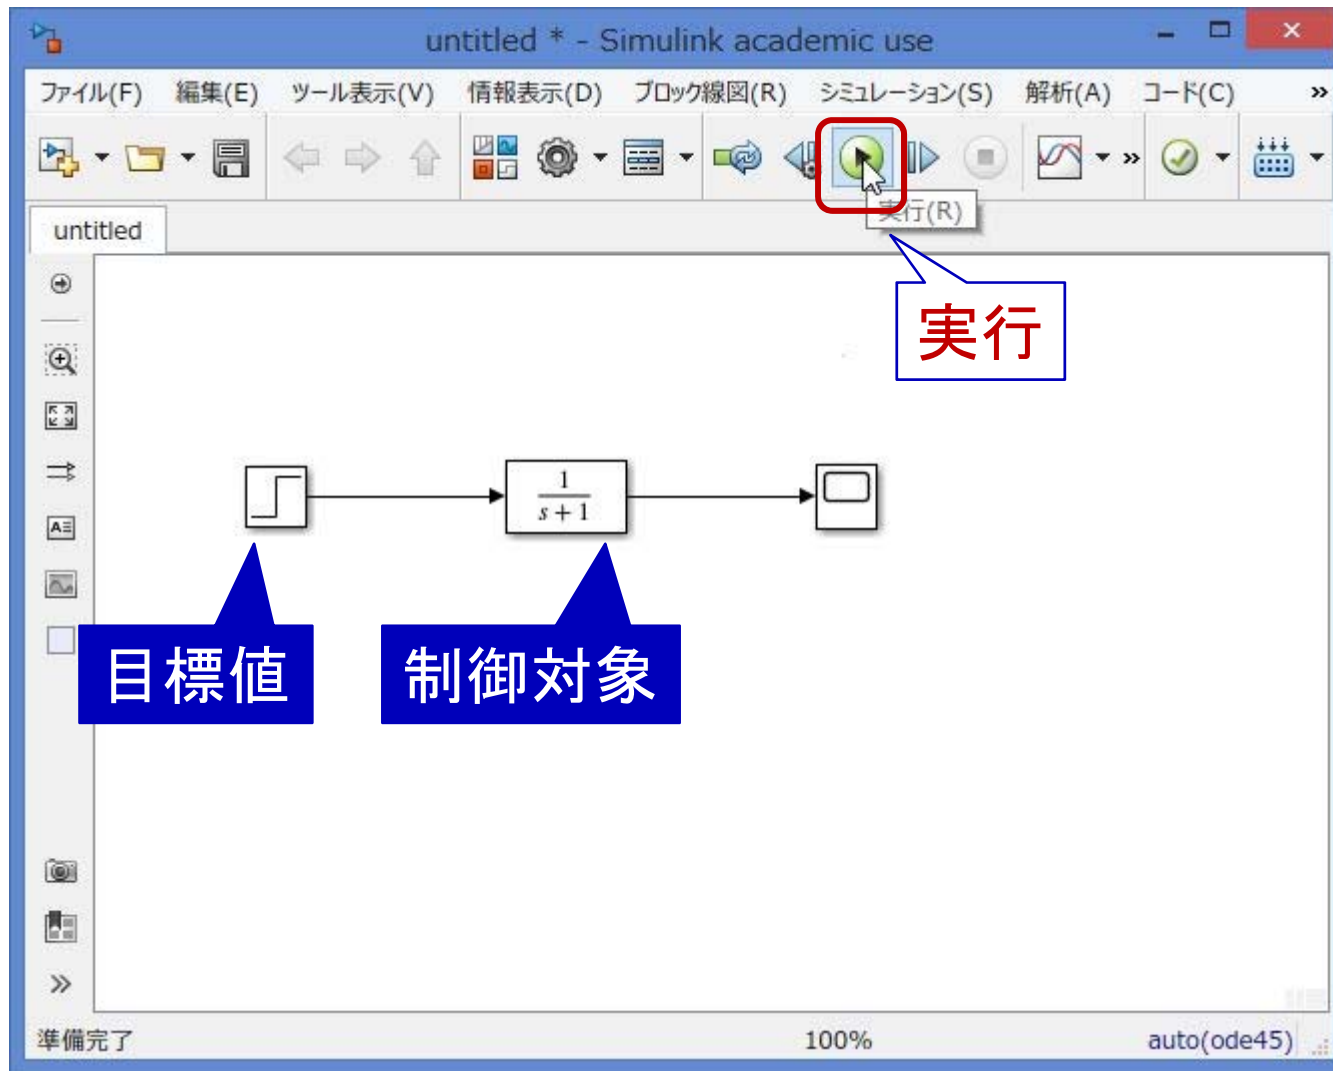 untitled * - Simulink academic use
ファイル(F) 編集(E) ツール表示(V) 情報表示(D) ブロック線図(R) シミュレーション(S) 解析(A) コード(C) »
»
実行(R)
untitled
実行
1
s + 1
A
目標値 制御対象
»
準備完了 100% auto(ode45)